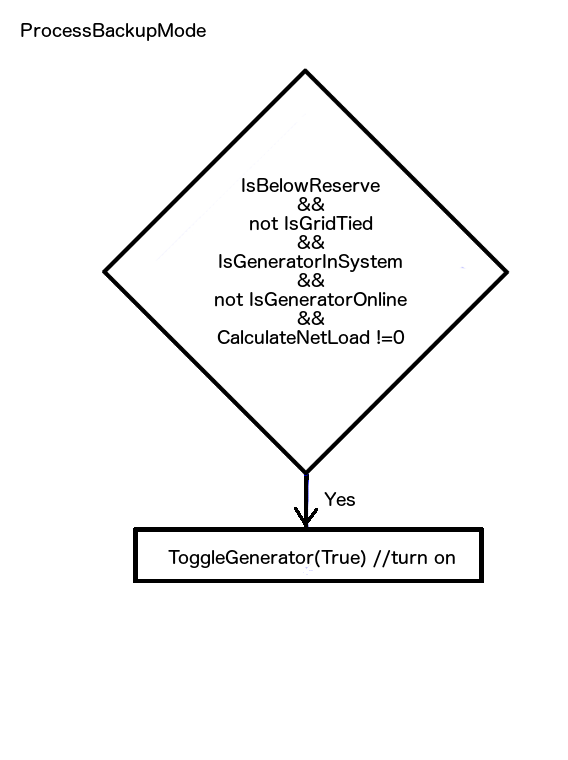 ProcessBackupMode
IsBelowReserve
&&
not IsGridTied
&&
IsGeneratorInSystem
&&
not IsGeneratorOnline
&&
CalculateNetLoad !=0
Yes
ToggleGenerator(True) //turn on